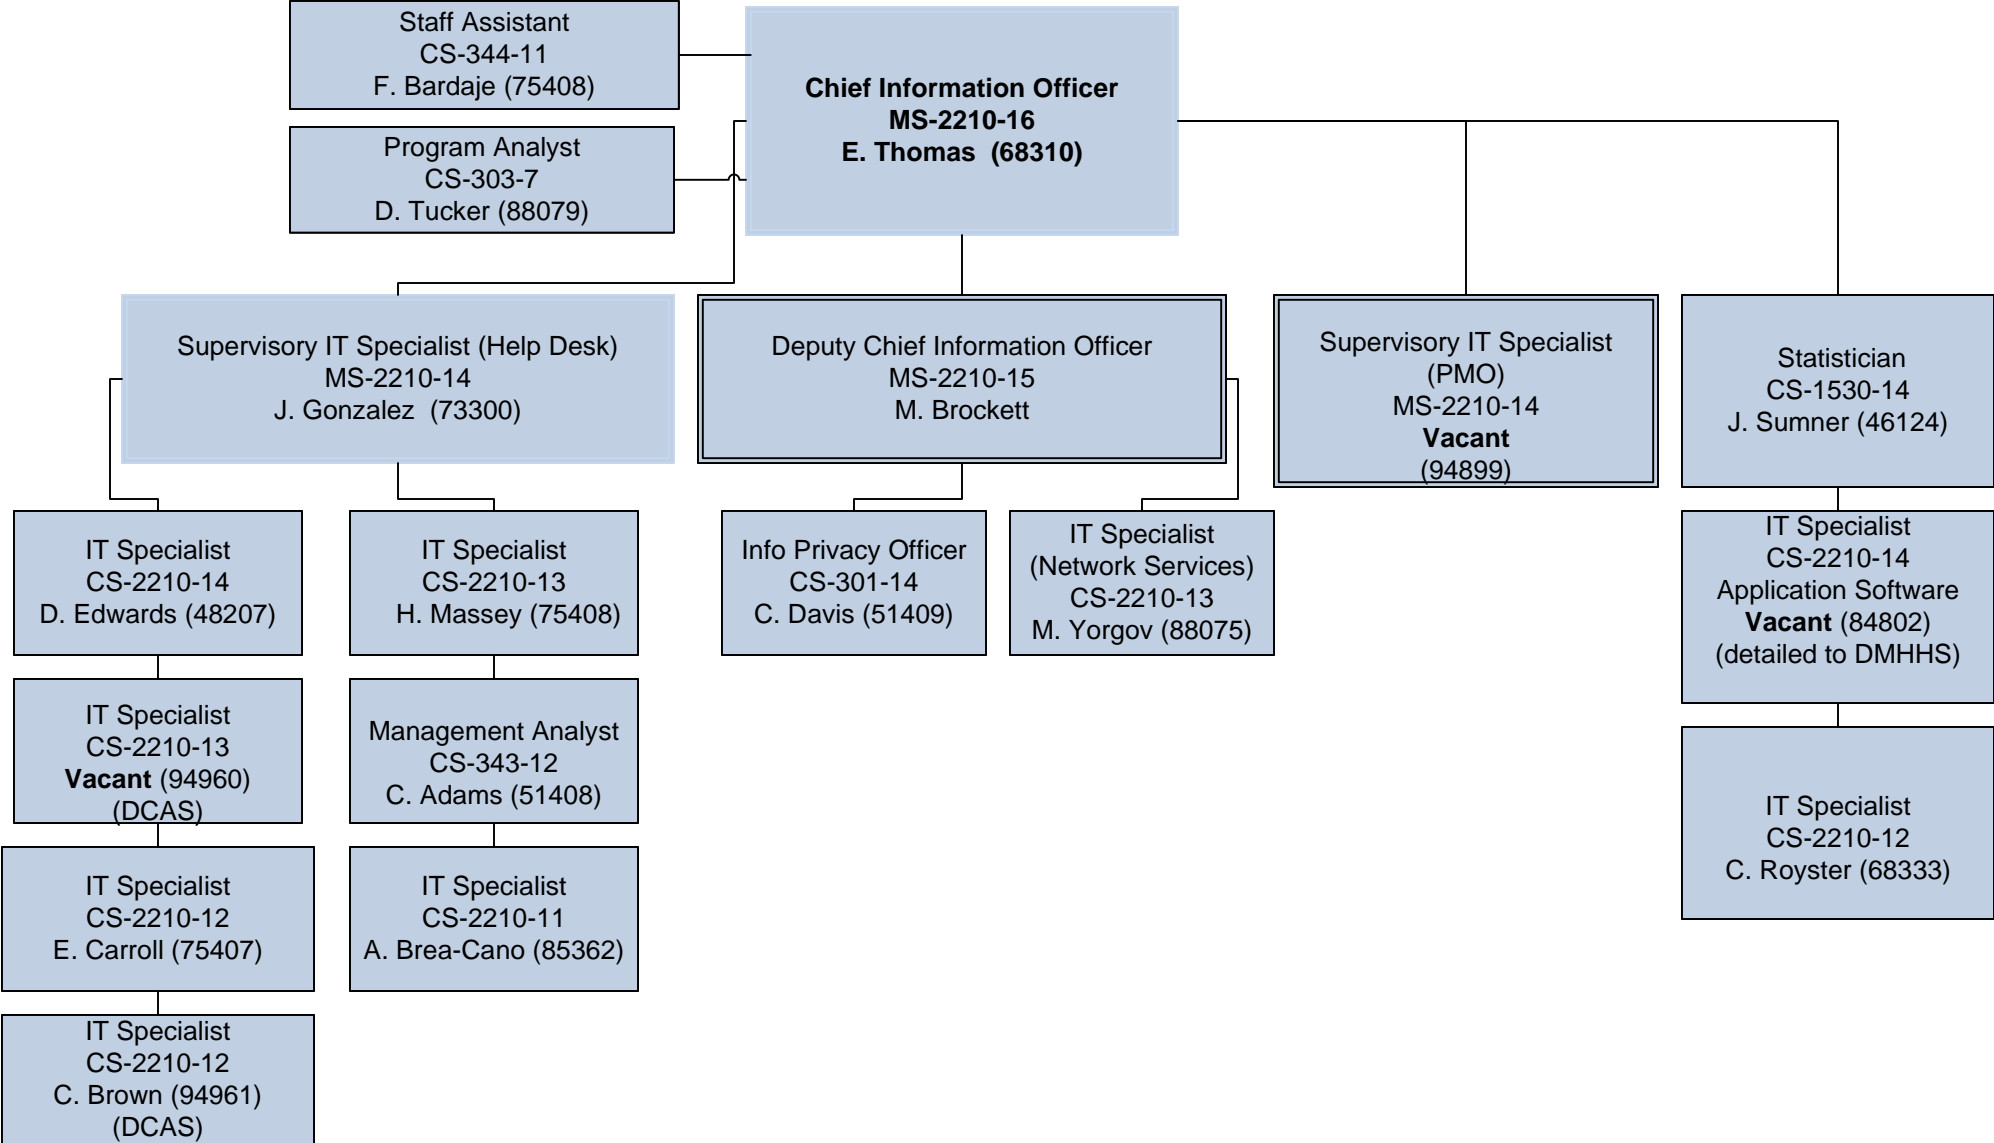 Staff Assistant
CS-344-11
F. Bardaje (75408)
Chief Information Officer
MS-2210-16
E. Thomas (68310)
Program Analyst
CS-303-7
D. Tucker (88079)
Supervisory IT Specialist (Help Desk)
MS-2210-14
J. Gonzalez (73300)
Deputy Chief Information Officer
MS-2210-15
M. Brockett
Supervisory IT Specialist
(PMO)
MS-2210-14
Vacant
(94899)
Statistician
CS-1530-14
J. Sumner (46124)
IT Specialist
CS-2210-14
D. Edwards (48207)
IT Specialist
CS-2210-13
H. Massey (75408)
Info Privacy Officer
CS-301-14
C. Davis (51409)
IT Specialist
(Network Services)
CS-2210-13
M. Yorgov (88075)
IT Specialist
CS-2210-14
Application Software
Vacant (84802)
(detailed to DMHHS)
IT Specialist
CS-2210-13
Vacant (94960)
(DCAS)
Management Analyst
CS-343-12
C. Adams (51408)
IT Specialist
CS-2210-12
C. Royster (68333)
IT Specialist
CS-2210-12
E. Carroll (75407)
IT Specialist
CS-2210-11
A. Brea-Cano (85362)
IT Specialist
CS-2210-12
C. Brown (94961)
(DCAS)